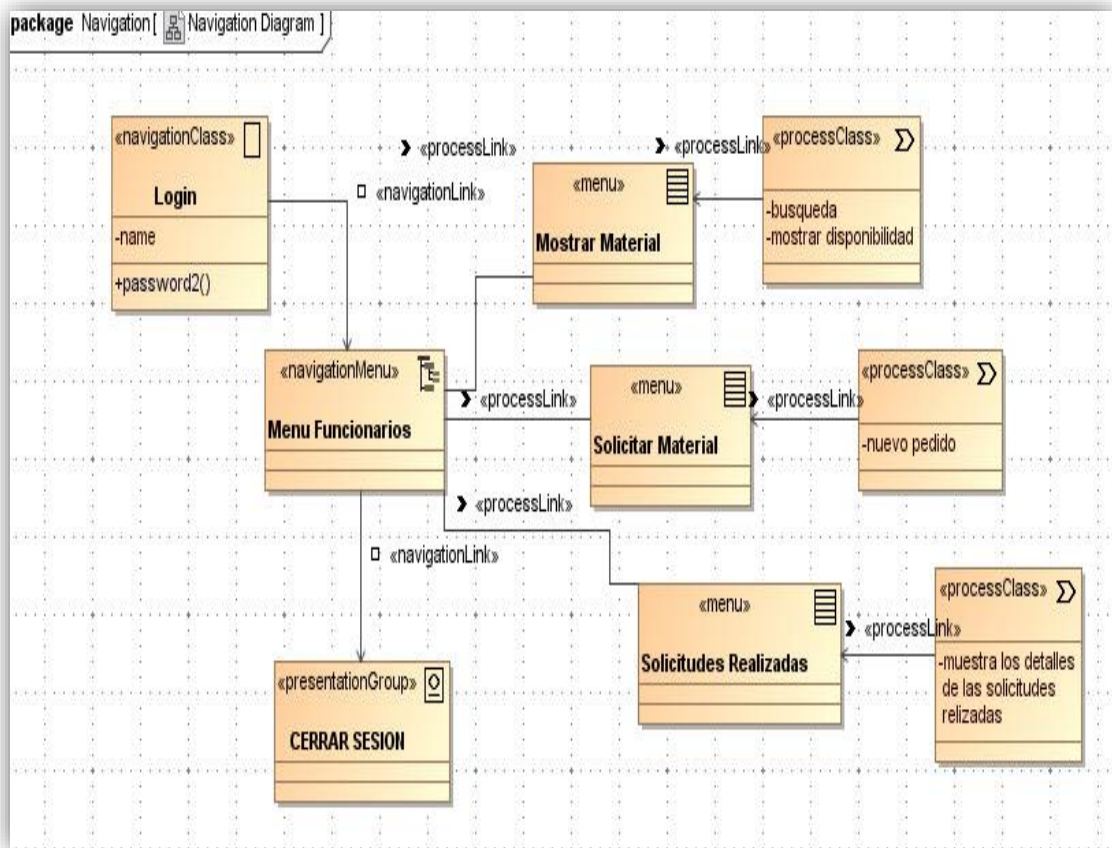 package Navigation [ Navigation Diagram ]
«navigationClass»
Login
-name
+password2()
«processLink»
«navigationLink»
«menu»
Mostrar Material
«processLink»
«processClass»
-busqueda
-mostrar disponibilidad
«navigationMenu»
Menu Funcionarios
«processLink»
«menu»
Solicitar Material
«processLink»
«processClass»
-nuevo pedido
«processLink»
«navigationLink»
«menu»
Solicitudes Realizadas
«processLink»
«processClass»
-muestra los detalles
de las solicitudes
relizadas
«presentationGroup»
CERRAR SESION